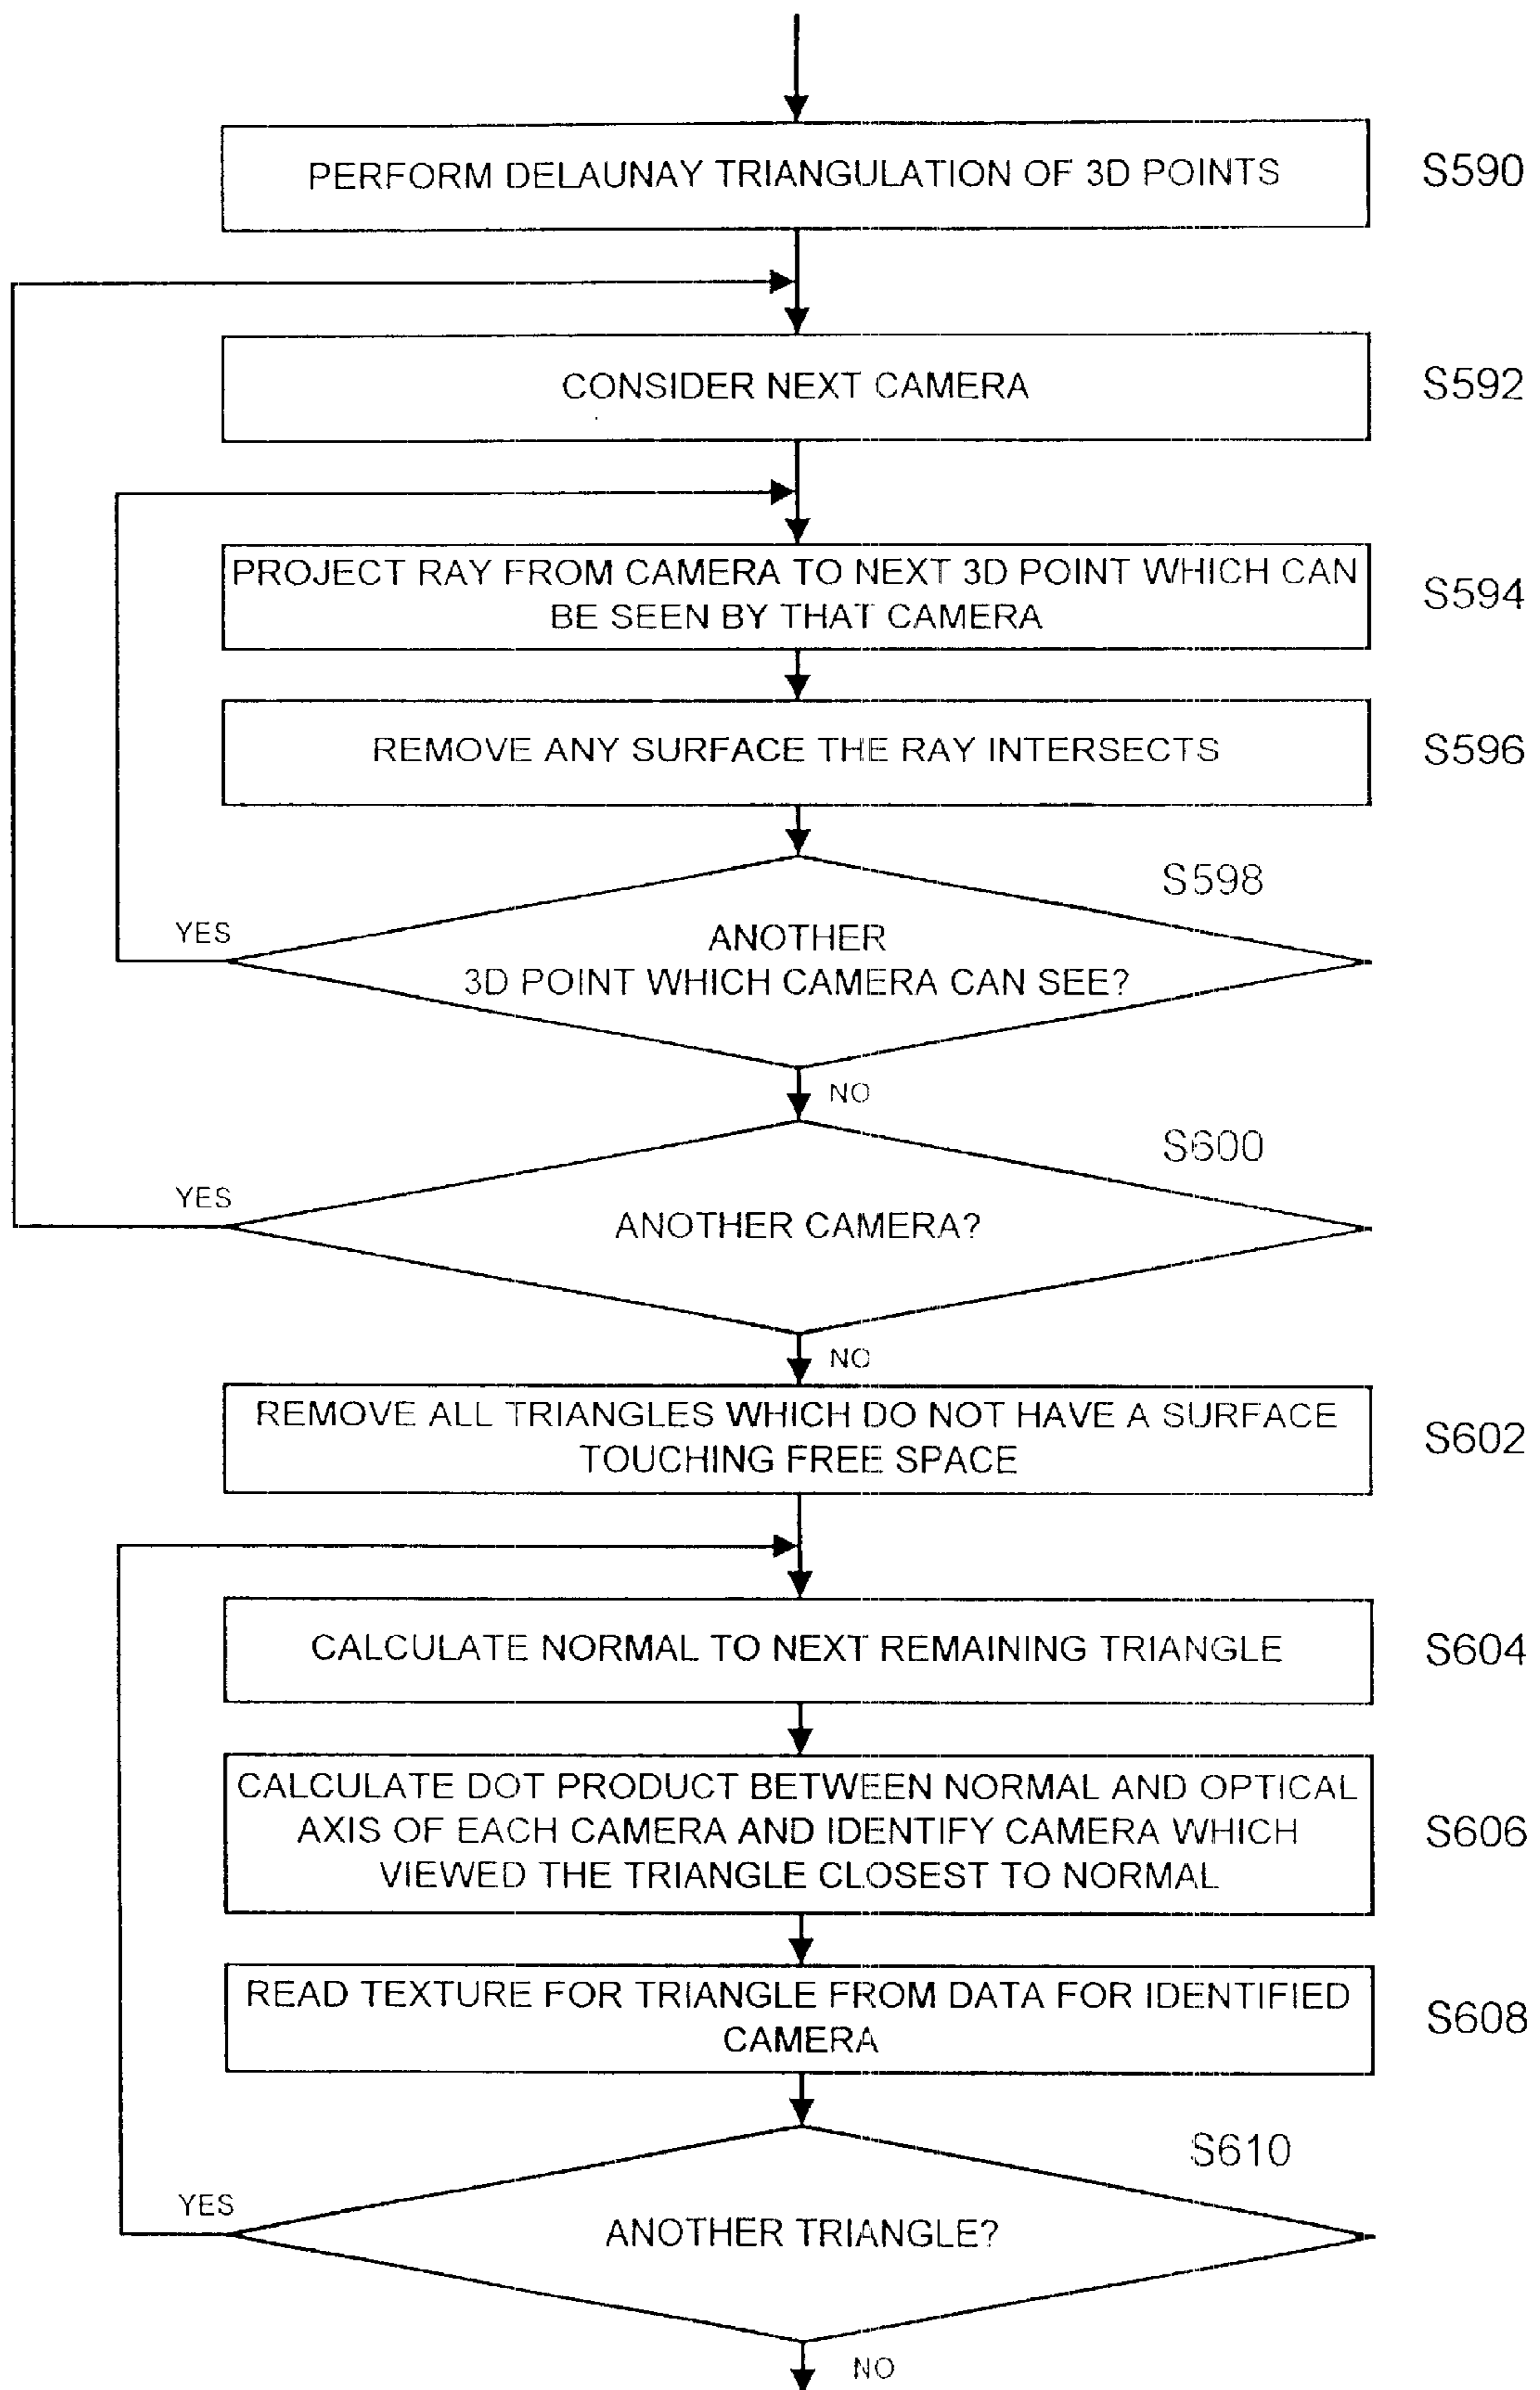 PERFORM DELAUNAY TRIANGULATION OF 3D POINTS
S590
CONSIDER NEXT CAMERA
S592
PROJECT RAY FROM CAMERA TO NEXT 3D POINT WHICH CAN
BE SEEN BY THAT CAMERA
S594
REMOVE ANY SURFACE THE RAY INTERSECTS
S596
S598
YES
ANOTHER
3D POINT WHICH CAMERA CAN SEE?
NO
S600
YES
ANOTHER CAMERA?
NO
REMOVE ALL TRIANGLES WHICH DO NOT HAVE A SURFACE
TOUCHING FREE SPACE
S602
CALCULATE NORMAL TO NEXT REMAINING TRIANGLE
S604
CALCULATE DOT PRODUCT BETWEEN NORMAL AND OPTICAL
AXIS OF EACH CAMERA AND IDENTIFY CAMERA WHICH
VIEWED THE TRIANGLE CLOSEST TO NORMAL
S606
READ TEXTURE FOR TRIANGLE FROM DATA FOR IDENTIFIED
CAMERA
S608
S610
YES
ANOTHER TRIANGLE?
NO